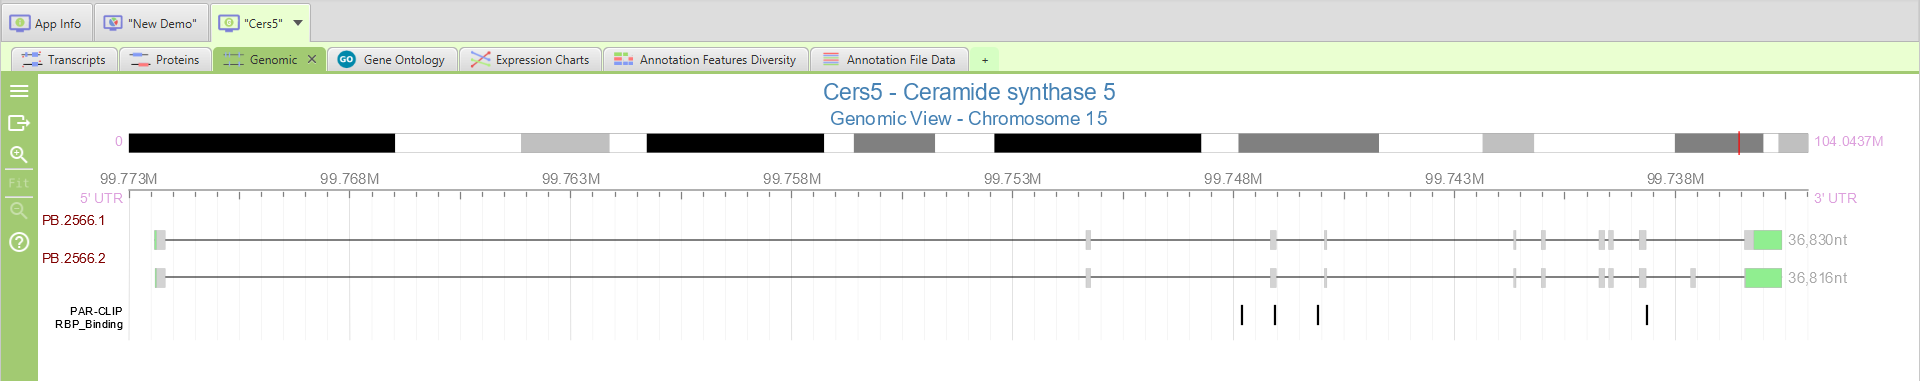 App Info "New Demo" "Cers5"
Transcripts Proteins Genomic GO Gene Ontology Expression Charts Annotation Features Diversity Annotation File Data +
Cers5 - Ceramide synthase 5
Genomic View - Chromosome 15
0 104.0437M
Fit
99.773M 99.768M 99.763M 99.758M 99.753M 99.748M 99.743M 99.738M
5' UTR 3' UTR
PB.2566.1
36,830nt
PB.2566.2
36,816nt
PAR-CLIP
RBP_Binding